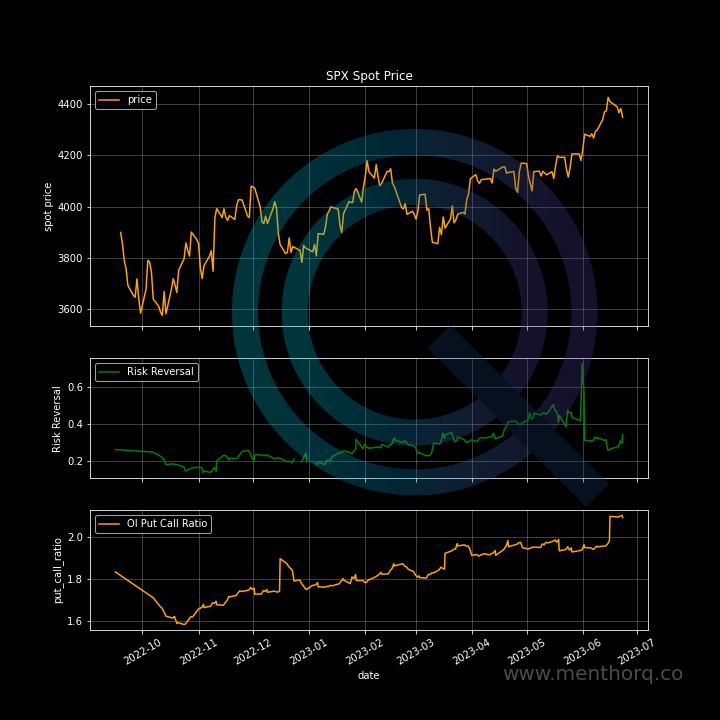 SPX Spot Price
price
4400
4200
4000
3800
3600
spot price
Risk Reversal
0.6
0.4
0.2
Risk Reversal
OI Put Call Ratio
2.0
1.8
1.6
put_call_ratio
2022-10 2022-11 2022-12 2023-01 2023-02 2023-03 2023-04 2023-05 2023-06 2023-07
date
www.menthorq.co